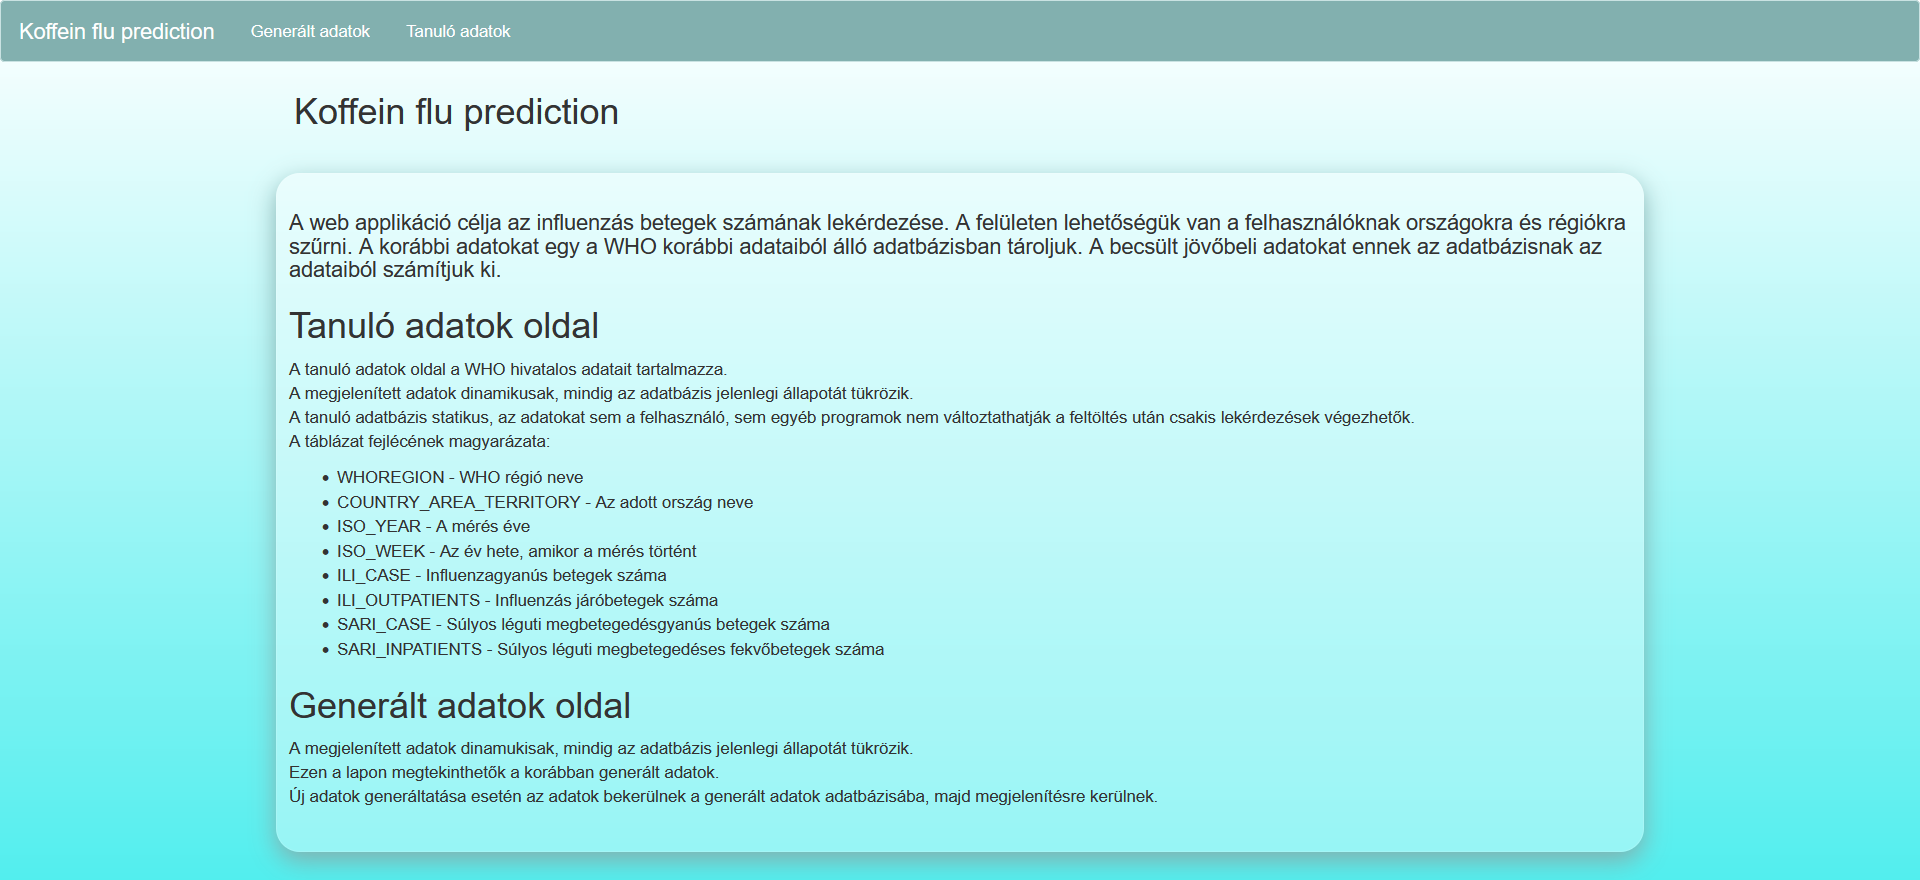 Koffein flu prediction
Generált adatok
Tanuló adatok
Koffein flu prediction
A web applikáció célja az influenzás betegek számának lekérdezése. A felületen lehetőségük van a felhasználóknak országokra és régiókra
szűrni. A korábbi adatokat egy a WHO korábbi adataiból álló adatbázisban tároljuk. A becsült jövőbeli adatokat ennek az adatbázisnak az
adataiból számítjuk ki.
Tanuló adatok oldal
A tanuló adatok oldal a WHO hivatalos adatait tartalmazza.
A megjelenített adatok dinamikusak, mindig az adatbázis jelenlegi állapotát tükrözik.
A tanuló adatbázis statikus, az adatokat sem a felhasználó, sem egyéb programok nem változtathatják a feltöltés után csakis lekérdezések végezhetők.
A táblázat fejlécének magyarázata:
• WHOREGION - WHO régió neve
• COUNTRY_AREA_TERRITORY - Az adott ország neve
• ISO_YEAR - A mérés éve
• ISO_WEEK - Az év hete, amikor a mérés történt
• ILI_CASE - Influenzagyanús betegek száma
• ILI_OUTPATIENTS - Influenzás járóbetegek száma
• SARI_CASE - Súlyos léguti megbetegedésgyanús betegek száma
• SARI_INPATIENTS - Súlyos léguti megbetegedéses fekvőbetegek száma
Generált adatok oldal
A megjelenített adatok dinamukisak, mindig az adatbázis jelenlegi állapotát tükrözik.
Ezen a lapon megtekinthetők a korábban generált adatok.
Új adatok generáltatása esetén az adatok bekerülnek a generált adatok adatbázisába, majd megjelenítésre kerülnek.